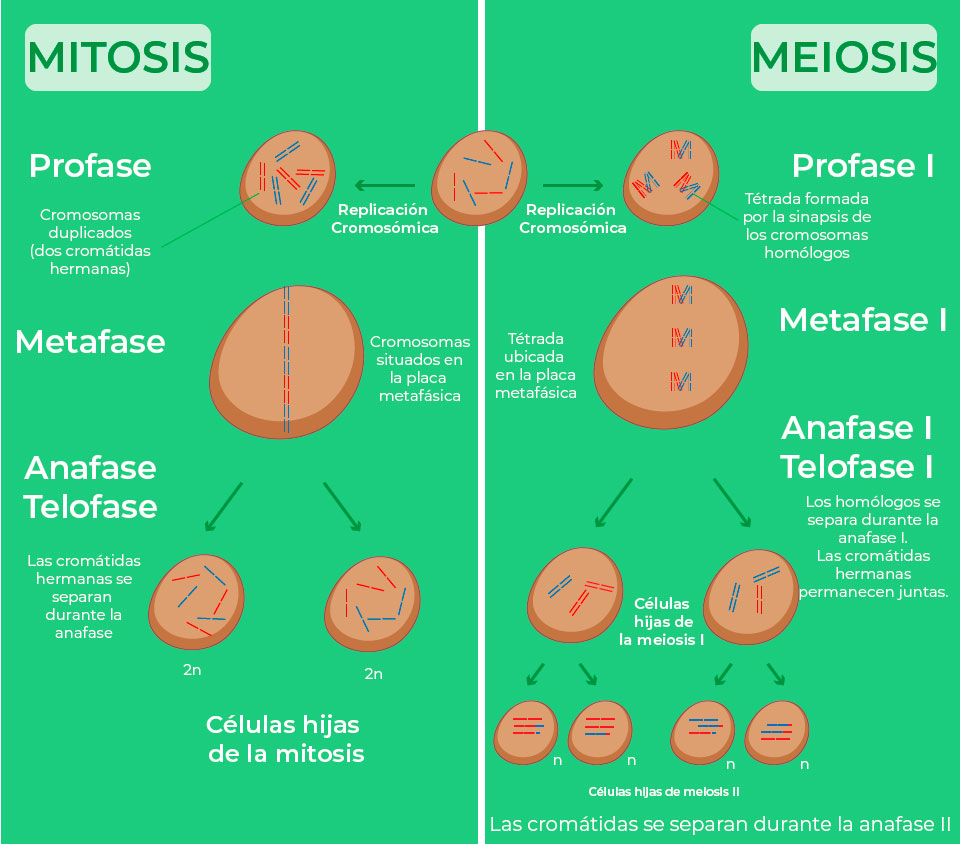 MITOSIS
Profase
Cromosomas
duplicados
(dos cromátidas
hermanas)
Replicación
Cromosómica
Metafase
Cromosomas
situados en
la placa
metafásica
Anafase
Telofase
Las cromátidas
hermanas se
separan
durante la
anafase
2n
2n
Células hijas
de la mitosis
MEIOSIS
Replicación
Cromosómica
Profase I
Tétrada formada
por la sinapsis de
los cromosomas
homólogos
Tétrada
ubicada
en la placa
metafásica
Metafase I
Anafase I
Telofase I
Los homólogos se
separa durante la
anafase I.
Las cromátidas
hermanas
permanecen juntas.
Células
hijas de
la meiosis I
n
n
n
n
Células hijas de meiosis II
Las cromátidas se separan durante la anafase II